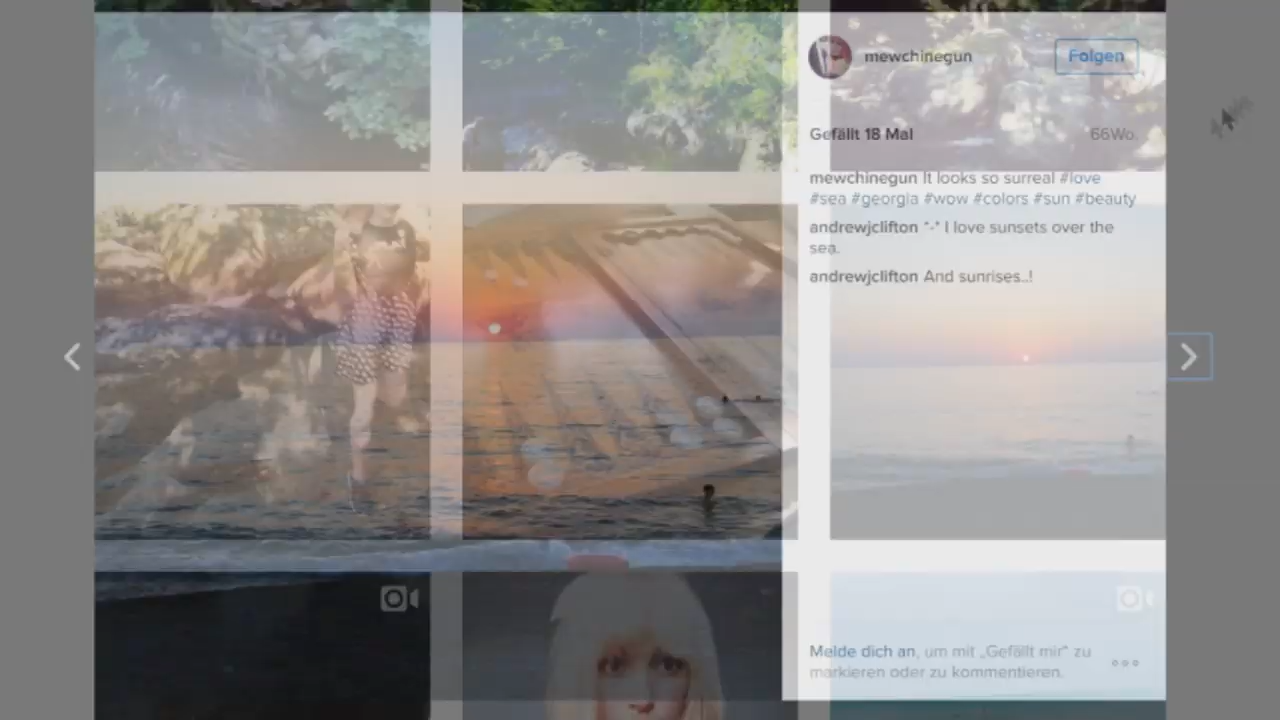 mewchinegun
Folgen
Gefällt 18 Mal
66Wo.
mewchinegun It looks so surreal #love
#sea #georgia #wow #colors #sun #beauty
andrewjclifton *-* I love sunsets over the
sea.
andrewjclifton And sunrises..!
Melde dich an, um mit „Gefällt mir“ zu
markieren oder zu kommentieren.